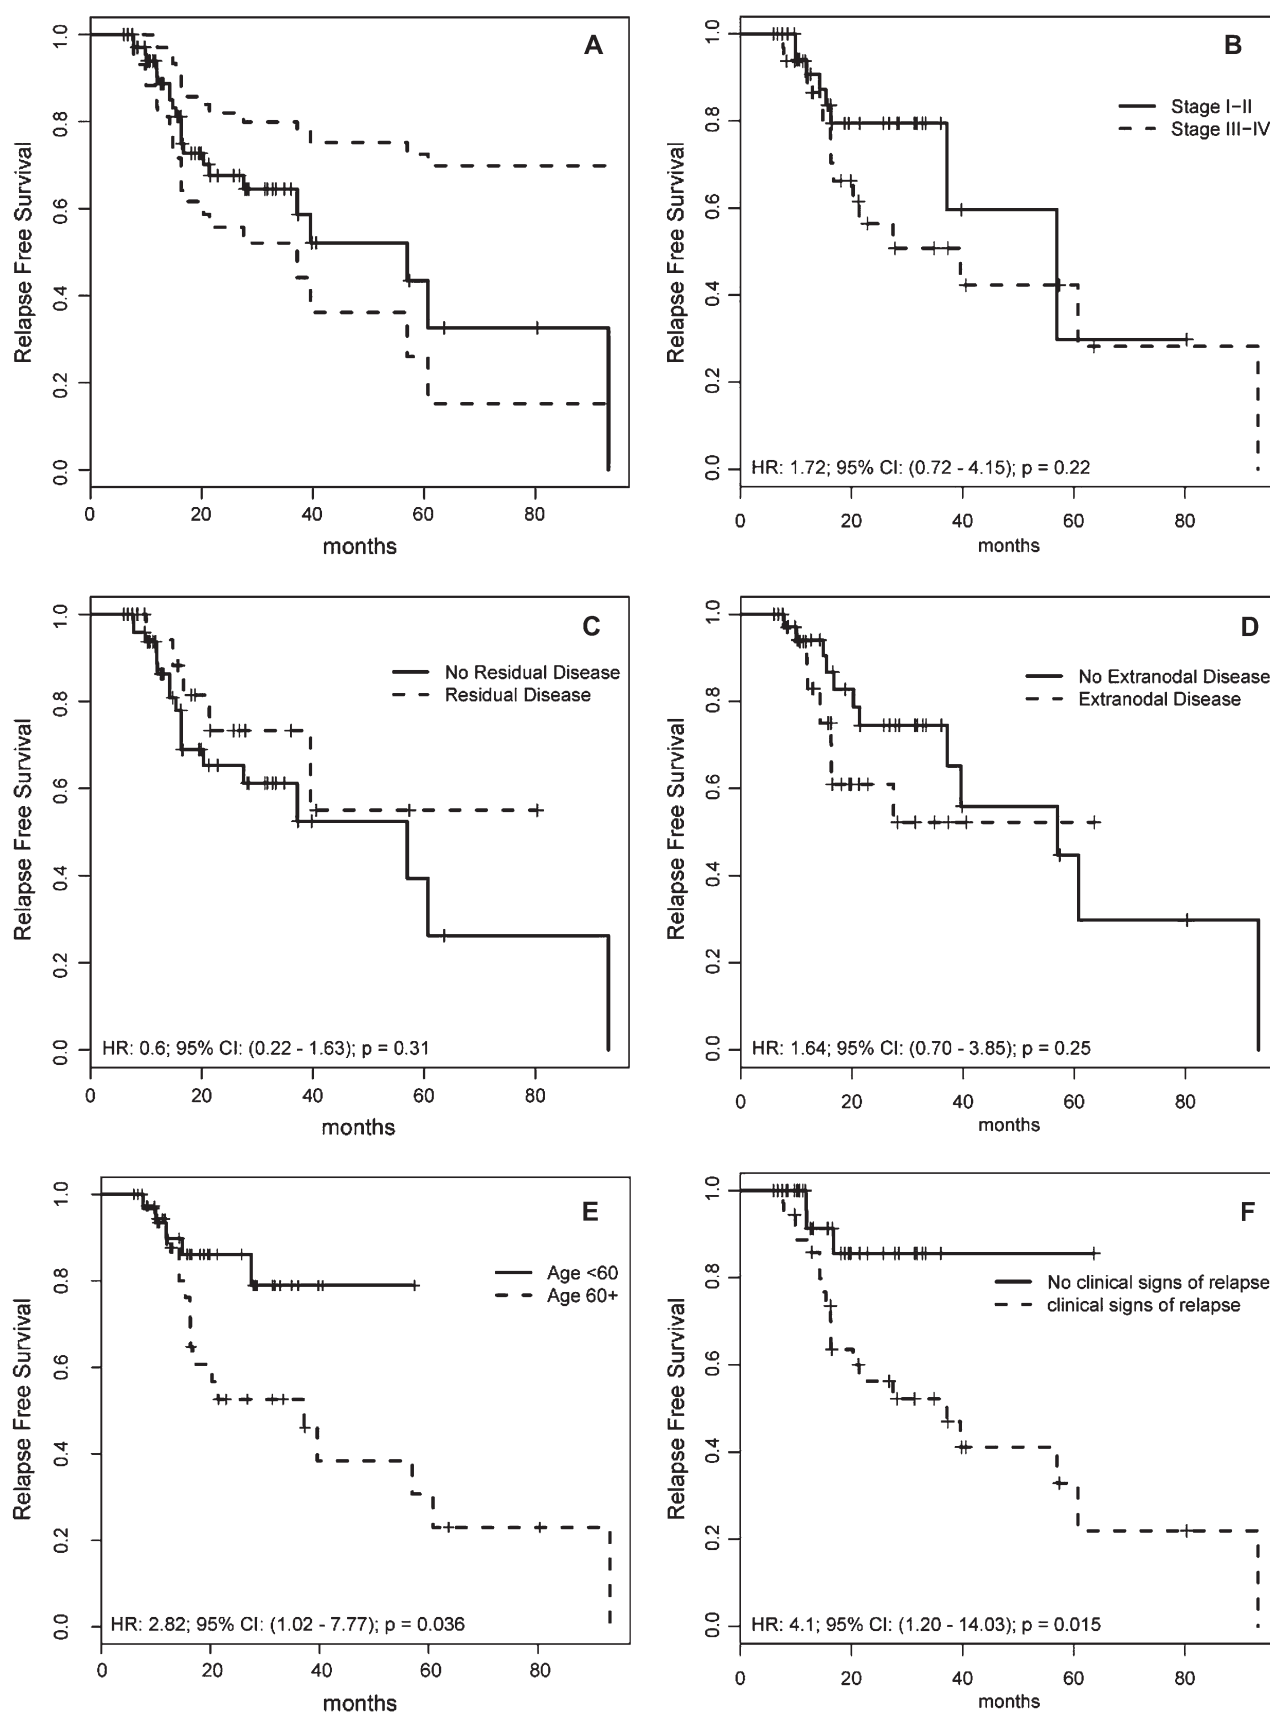 A
Relapse Free Survival
0.0 0.2 0.4 0.6 0.8 1.0
0 20 40 60 80
months
B
Stage I−II
Stage III−IV
Relapse Free Survival
0.0 0.2 0.4 0.6 0.8 1.0
HR: 1.72; 95% CI: (0.72 - 4.15); p = 0.22
0 20 40 60 80
months
C
No Residual Disease
Residual Disease
Relapse Free Survival
0.0 0.2 0.4 0.6 0.8 1.0
HR: 0.6; 95% CI: (0.22 - 1.63); p = 0.31
0 20 40 60 80
months
D
No Extranodal Disease
Extranodal Disease
Relapse Free Survival
0.0 0.2 0.4 0.6 0.8 1.0
HR: 1.64; 95% CI: (0.70 - 3.85); p = 0.25
0 20 40 60 80
months
E
Age <60
Age 60+
Relapse Free Survival
0.0 0.2 0.4 0.6 0.8 1.0
HR: 2.82; 95% CI: (1.02 - 7.77); p = 0.036
0 20 40 60 80
months
F
No clinical signs of relapse
clinical signs of relapse
Relapse Free Survival
0.0 0.2 0.4 0.6 0.8 1.0
HR: 4.1; 95% CI: (1.20 - 14.03); p = 0.015
0 20 40 60 80
months